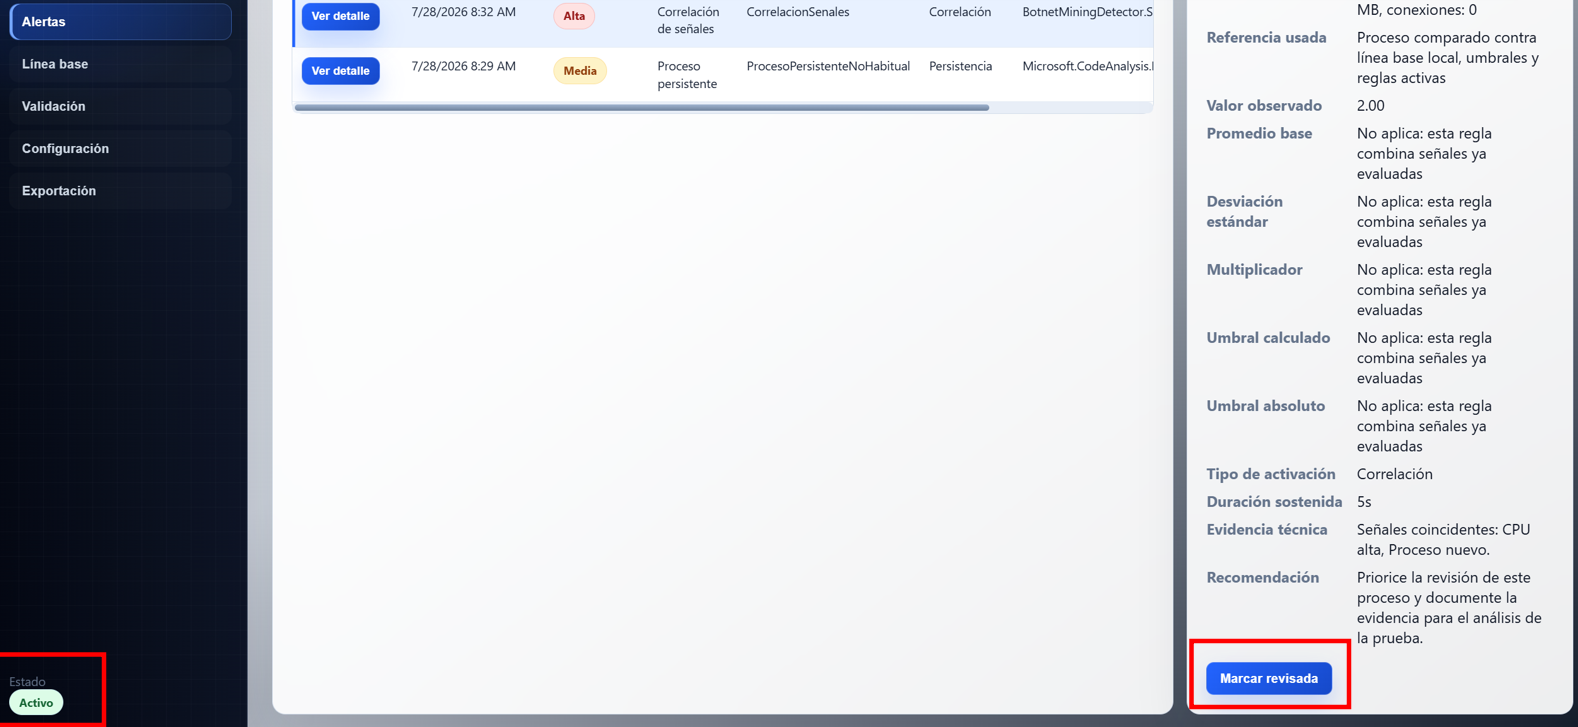 Alertas
Línea base
Validación
Configuración
Exportación
Estado
Activo
Ver detalle
7/28/2026 8:32 AM
Alta
Correlación
de señales
CorrelacionSenales
Correlación
BotnetMiningDetector.S
Ver detalle
7/28/2026 8:29 AM
Media
Proceso
persistente
ProcesoPersistenteNoHabitual
Persistencia
Microsoft.CodeAnalysis.
MB, conexiones: 0
Referencia usada
Proceso comparado contra
línea base local, umbrales y
reglas activas
Valor observado
2.00
Promedio base
No aplica: esta regla
combina señales ya
evaluadas
Desviación
estándar
No aplica: esta regla
combina señales ya
evaluadas
Multiplicador
No aplica: esta regla
combina señales ya
evaluadas
Umbral calculado
No aplica: esta regla
combina señales ya
evaluadas
Umbral absoluto
No aplica: esta regla
combina señales ya
evaluadas
Tipo de activación
Correlación
Duración sostenida
5s
Evidencia técnica
Señales coincidentes: CPU
alta, Proceso nuevo.
Recomendación
Priorice la revisión de este
proceso y documente la
evidencia para el análisis de
la prueba.
Marcar revisada